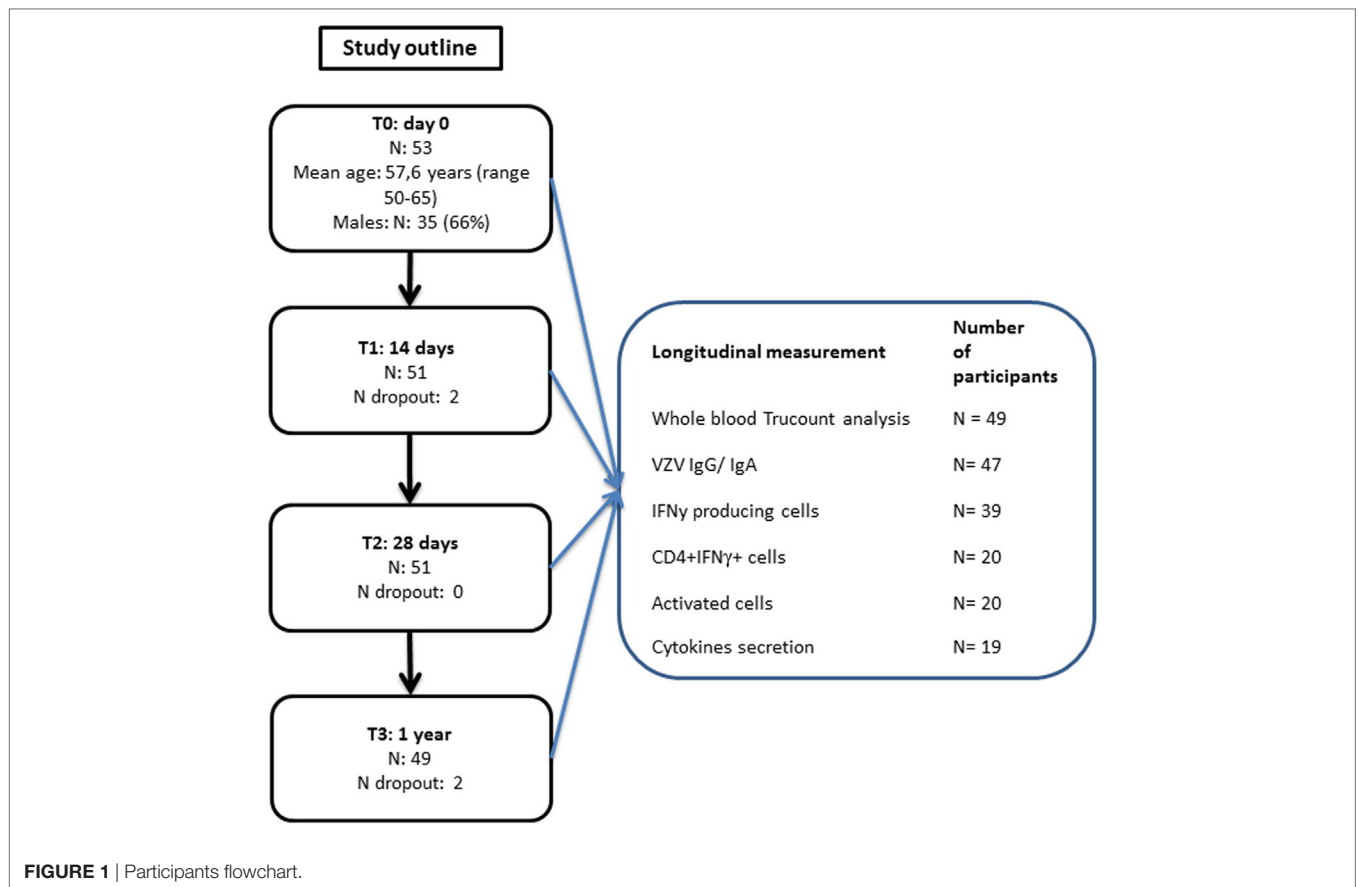 Study outline
T0: day 0
N: 53
Mean age: 57,6 years (range
50-65)
Males: N: 35 (66%)
T1: 14 days
N: 51
N dropout: 2
T2: 28 days
N: 51
N dropout: 0
T3: 1 year
N: 49
N dropout: 2
Longitudinal measurement
Number
of
participants
Whole blood Trucount analysis N = 49
VZV IgG/ IgA N= 47
IFNy producing cells N= 39
CD4+IFNγ+ cells N= 20
Activated cells N= 20
Cytokines secretion N= 19
FIGURE 1 | Participants flowchart.